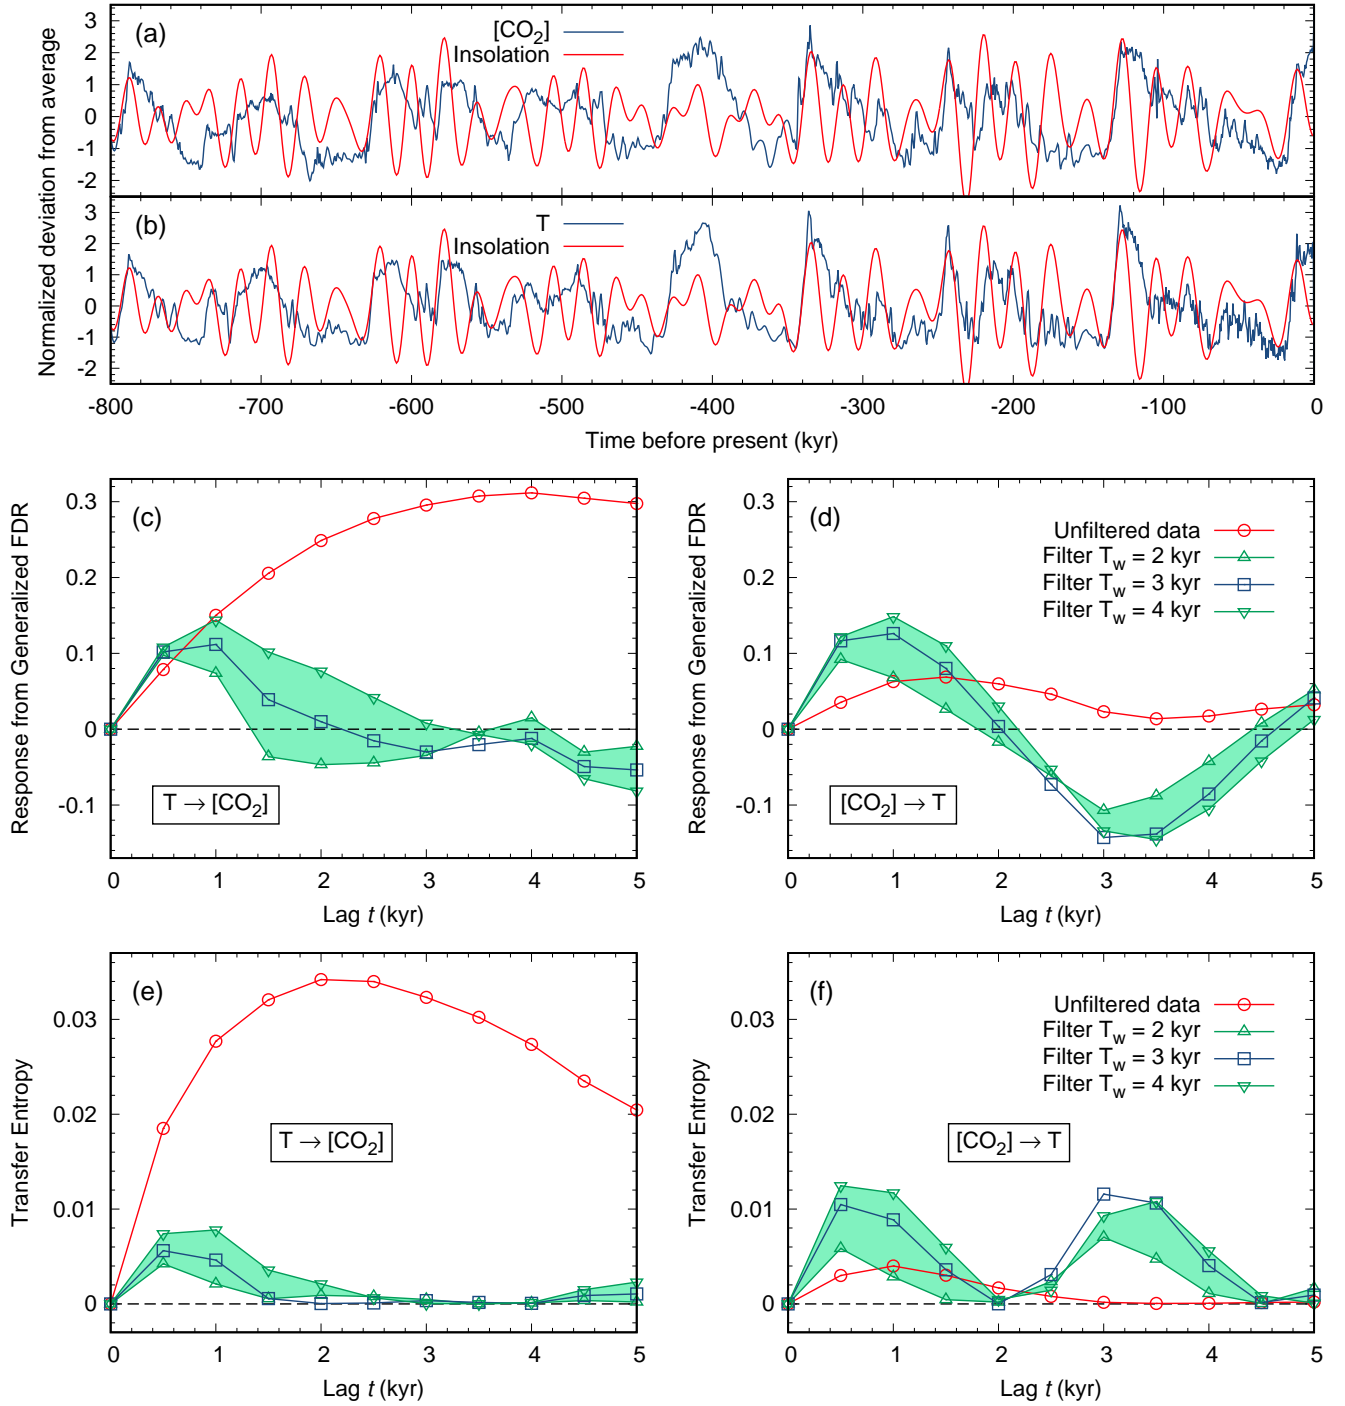 (a)
[CO2]
Insolation
3
2
1
0
-1
-2
(b)
T
Insolation
3
2
1
0
-1
-2
Normalized deviation from average
-800 -700 -600 -500 -400 -300 -200 -100 0
Time before present (kyr)
(c)
Response from Generalized FDR
0.3
0.2
0.1
0
-0.1
T → [CO2]
0 1 2 3 4 5
Lag t (kyr)
(d)
Response from Generalized FDR
Unfiltered data
Filter Tw = 2 kyr
Filter Tw = 3 kyr
Filter Tw = 4 kyr
0.3
0.2
0.1
0
-0.1
[CO2] → T
0 1 2 3 4 5
Lag t (kyr)
(e)
Transfer Entropy
0.03
0.02
0.01
0
T → [CO2]
0 1 2 3 4 5
Lag t (kyr)
(f)
Transfer Entropy
Unfiltered data
Filter Tw = 2 kyr
Filter Tw = 3 kyr
Filter Tw = 4 kyr
0.03
0.02
0.01
0
[CO2] → T
0 1 2 3 4 5
Lag t (kyr)